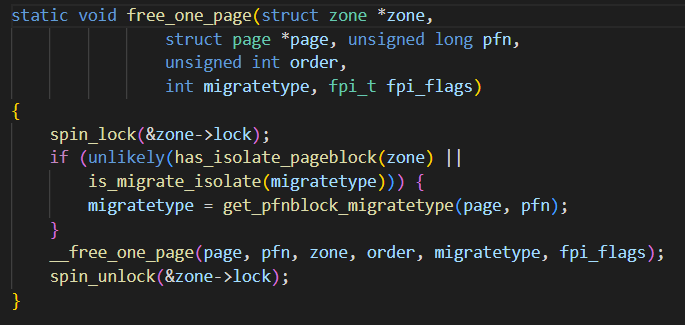 static void free_one_page(struct zone *zone,
                struct page *page, unsigned long pfn,
                unsigned int order,
                int migratetype, fpi_t fpi_flags)
{
    spin_lock(&zone->lock);
    if (unlikely(has_isolate_pageblock(zone) ||
        is_migrate_isolate(migratetype))) {
        migratetype = get_pfnblock_migratetype(page, pfn);
    }
    __free_one_page(page, pfn, zone, order, migratetype, fpi_flags);
    spin_unlock(&zone->lock);
}